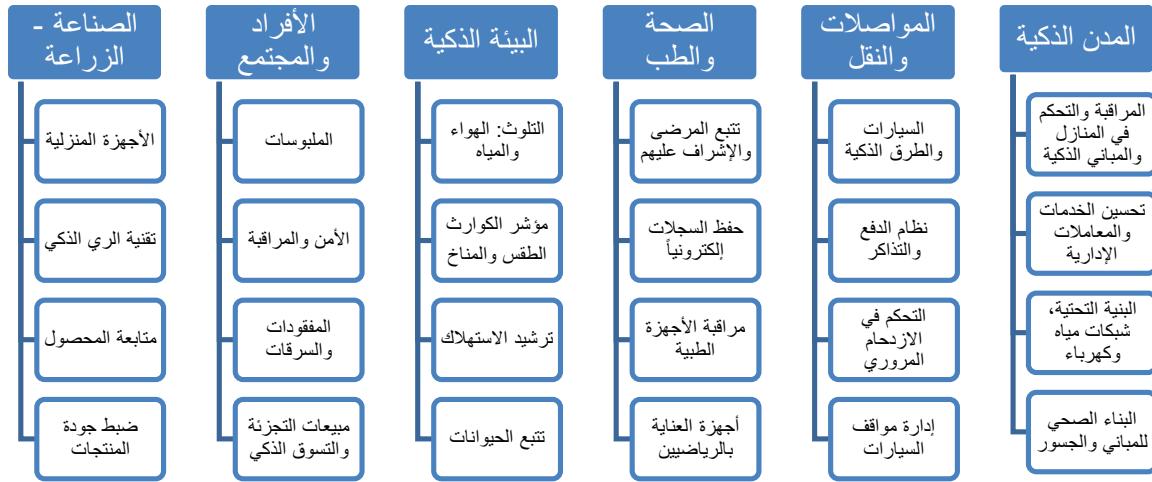 المدن الذكية
المراقبة والتحكم
في المنازل
والمباني الذكية
تحسين الخدمات
والمعاملات
الإدارية
البنية التحتية،
شبكات مياه
وكهرباء
البناء الصحي
للمباني والجسور
المواصلات
والنقل
السيارات
والطرق الذكية
نظام الدفع
والتذاكر
التحكم في
الازدحام
المروري
إدارة مواقف
السيارات
الصحة
والطب
تتبع المرضى
والإشراف عليهم
حفظ السجلات
إلكترونياً
مراقبة الأجهزة
الطبية
أجهزة العناية
بالرياضيين
البيئة الذكية
التلوث: الهواء
والمياه
مؤشر الكوارث
الطقس والمناخ
ترشيد الاستهلاك
تتبع الحيوانات
الأفراد
والمجتمع
الملبوسات
الأمن والمراقبة
المفقودات
والسرقات
مبيعات التجزئة
والتسوق الذكي
الصناعة -
الزراعة
الأجهزة المنزلية
تقنية الري الذكي
متابعة المحصول
ضبط جودة
المنتجات